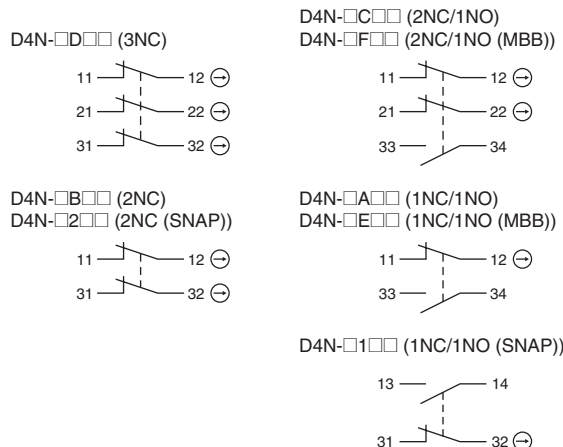 D4N-□D□□ (3NC)
11 12
21 22
31 32
D4N-□C□□ (2NC/1NO)
D4N-□F□□ (2NC/1NO (MBB))
11 12
21 22
33 34
D4N-□B□□ (2NC)
D4N-□2□□ (2NC (SNAP))
11 12
31 32
D4N-□A□□ (1NC/1NO)
D4N-□E□□ (1NC/1NO (MBB))
11 12
33 34
D4N-□1□□ (1NC/1NO (SNAP))
13 14
31 32